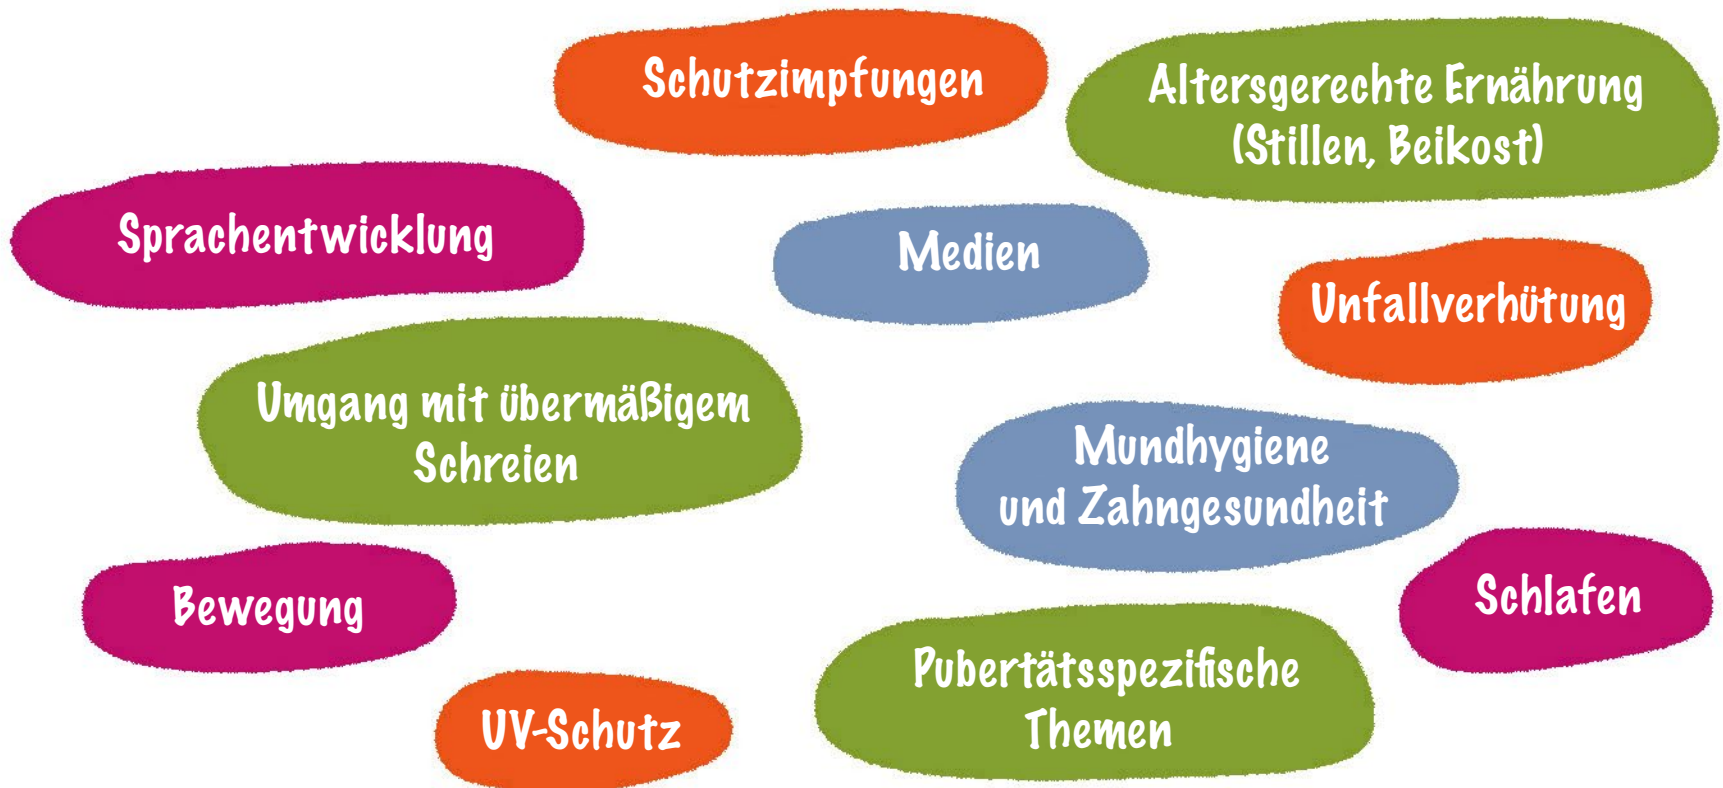 Schutzimpfungen
Altersgerechte Ernährung
(Stillen, Beikost)
Sprachentwicklung
Medien
Unfallverhütung
Umgang mit übermäßigem
Schreien
Mundhygiene
und Zahngesundheit
Bewegung
Schlafen
Pubertätsspezifische
Themen
UV-Schutz